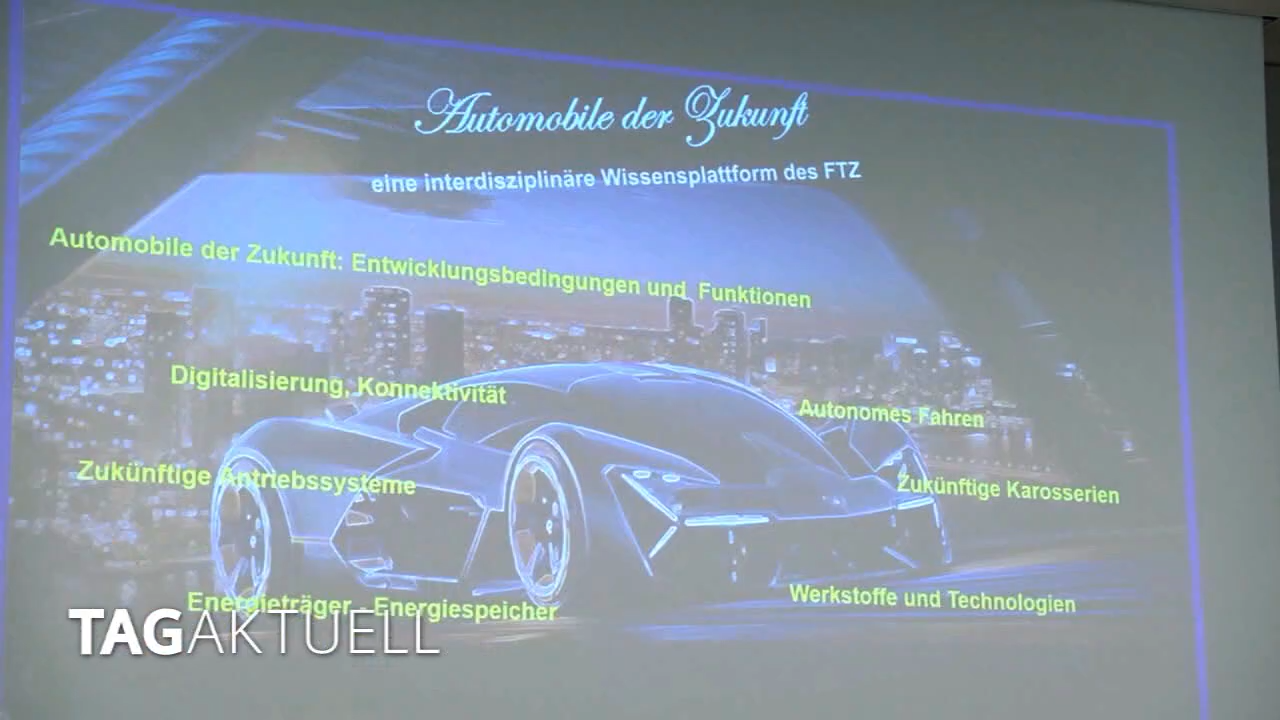 Automobile der Zukunft
eine interdisziplinäre Wissensplattform des FTZ
Automobile der Zukunft: Entwicklungsbedingungen und Funktionen
Digitalisierung, Konnektivität
Autonomes Fahren
Zukünftige Antriebssysteme
Zukünftige Karosserien
Energieträger - Energiespeicher
Werkstoffe und Technologien
TAGAKTUELL